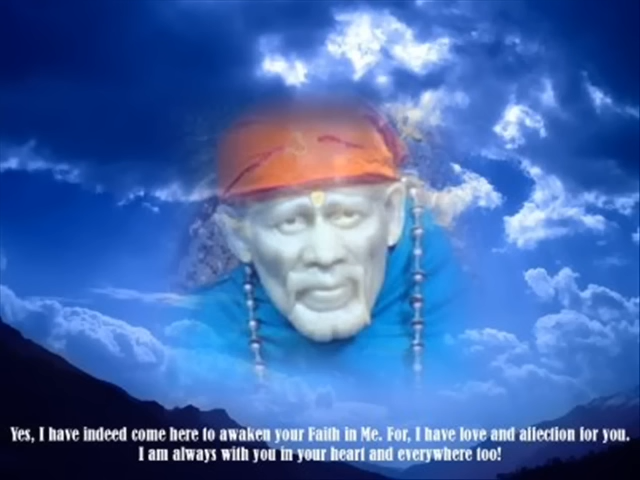 Yes, I have indeed come here to awaken your Faith in Me. For, I have love and affection for you.
I am always with you in your heart and everywhere too!